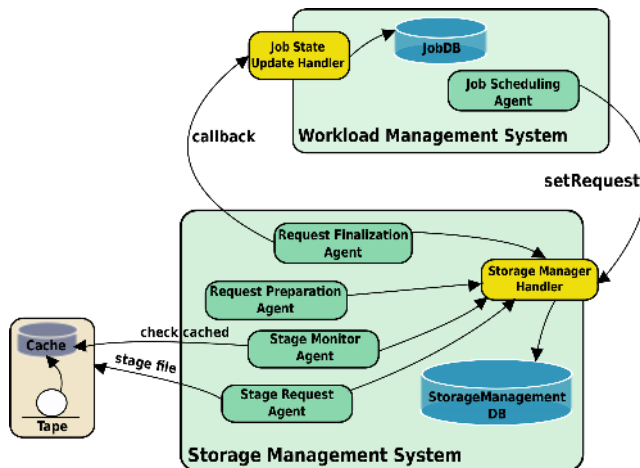 Job State
Update Handler
JobDB
Job Scheduling
Agent
callback
Workload Management System
setRequest
Request Finalization
Agent
Storage Manager
Handler
Request Preparation
Agent
check cached
Stage Monitor
Agent
Cache
stage file
Stage Request
Agent
StorageManagement
DB
Tape
Storage Management System